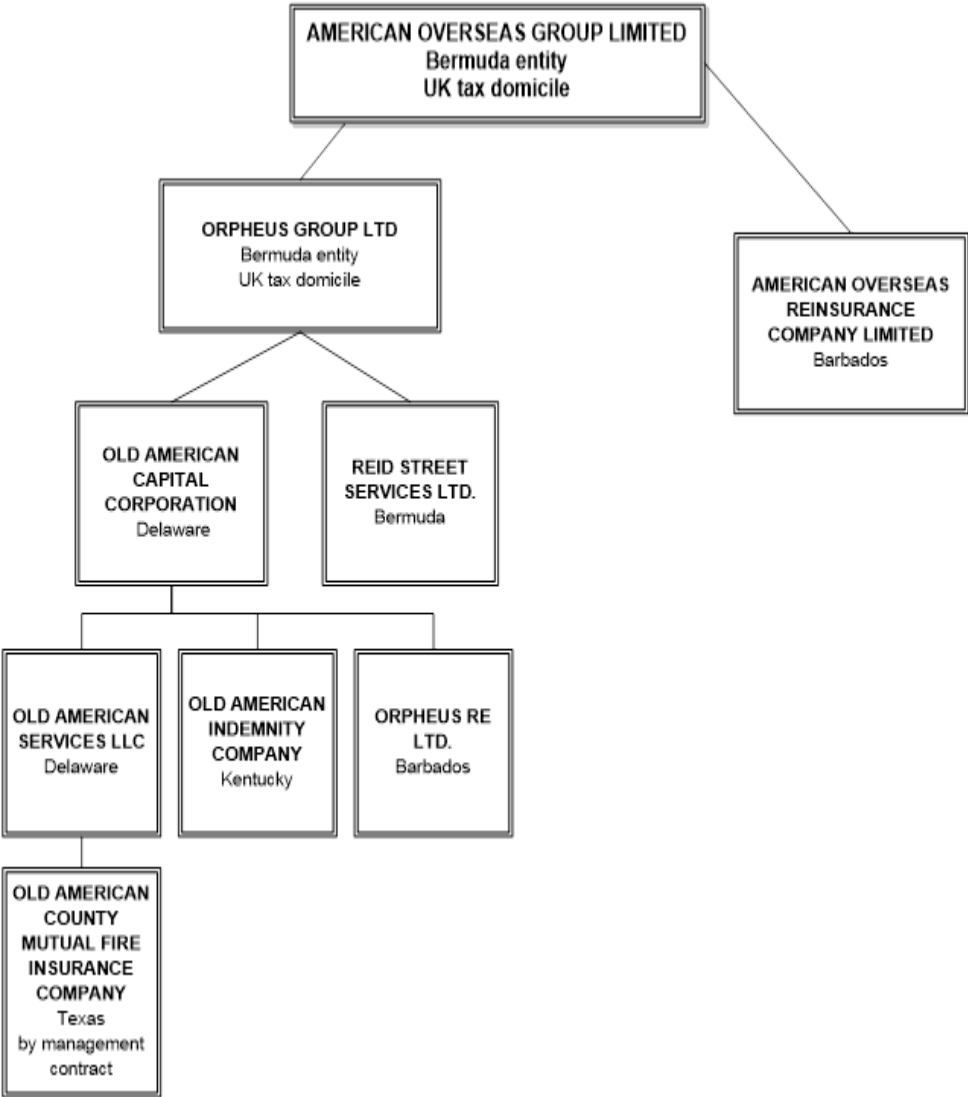 AMERICAN OVERSEAS GROUP LIMITED
Bermuda entity
UK tax domicile
ORPHEUS GROUP LTD
Bermuda entity
UK tax domicile
AMERICAN OVERSEAS
REINSURANCE
COMPANY LIMITED
Barbados
OLD AMERICAN
CAPITAL
CORPORATION
Delaware
REID STREET
SERVICES LTD.
Bermuda
OLD AMERICAN
SERVICES LLC
Delaware
OLD AMERICAN
INDEMNITY
COMPANY
Kentucky
ORPHEUS RE
LTD.
Barbados
OLD AMERICAN
COUNTY
MUTUAL FIRE
INSURANCE
COMPANY
Texas
by management
contract